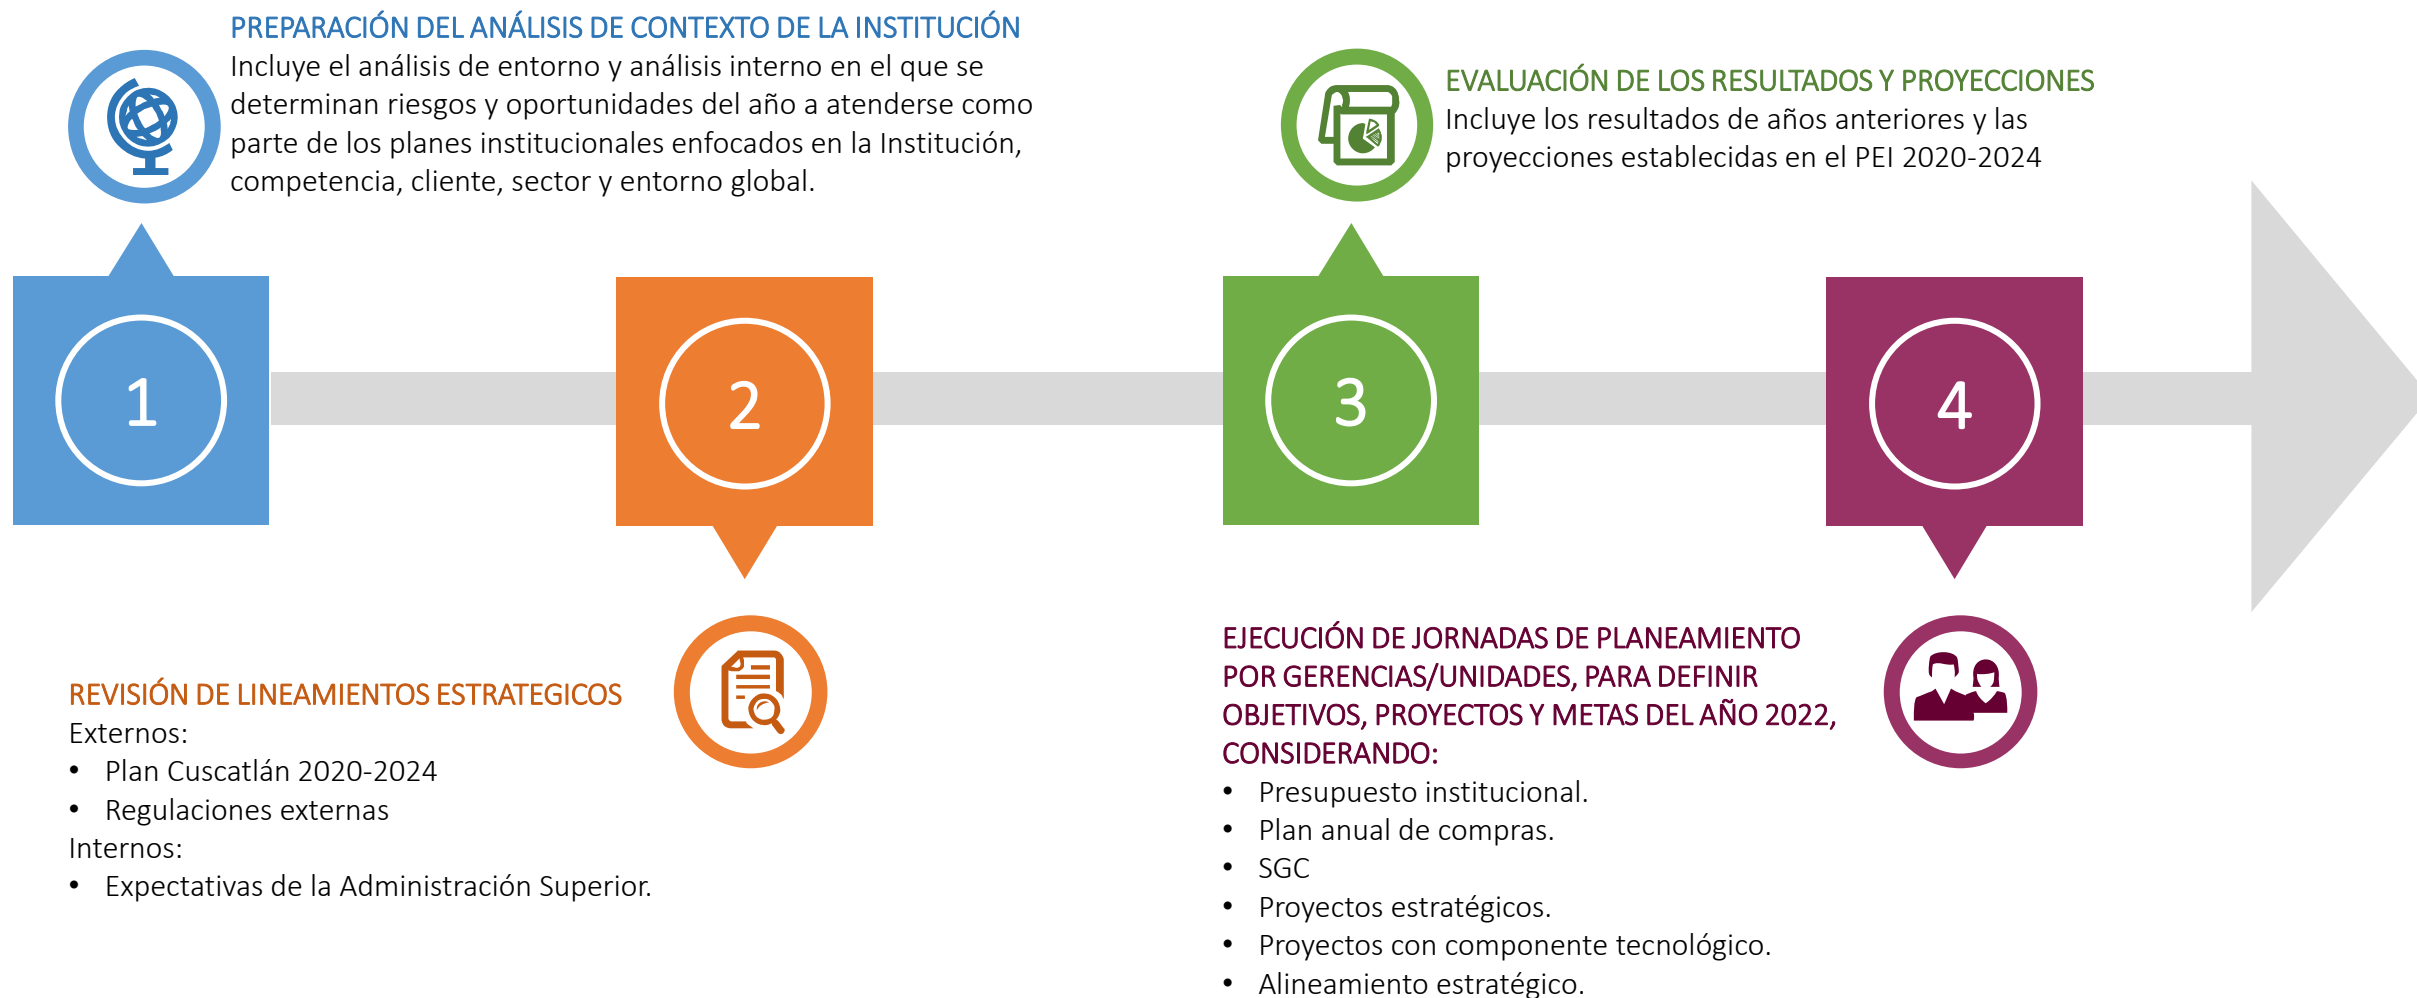 PREPARACIÓN DEL ANÁLISIS DE CONTEXTO DE LA INSTITUCIÓN
Incluye el análisis de entorno y análisis interno en el que se
determinan riesgos y oportunidades del año a atenderse como
parte de los planes institucionales enfocados en la Institución,
competencia, cliente, sector y entorno global.
EVALUACIÓN DE LOS RESULTADOS Y PROYECCIONES
Incluye los resultados de años anteriores y las
proyecciones establecidas en el PEI 2020-2024
1
2
3
4
REVISIÓN DE LINEAMIENTOS ESTRATEGICOS
Externos:
• Plan Cuscatlán 2020-2024
• Regulaciones externas
Internos:
• Expectativas de la Administración Superior.
EJECUCIÓN DE JORNADAS DE PLANEAMIENTO
POR GERENCIAS/UNIDADES, PARA DEFINIR
OBJETIVOS, PROYECTOS Y METAS DEL AÑO 2022,
CONSIDERANDO:
• Presupuesto institucional.
• Plan anual de compras.
• SGC
• Proyectos estratégicos.
• Proyectos con componente tecnológico.
• Alineamiento estratégico.